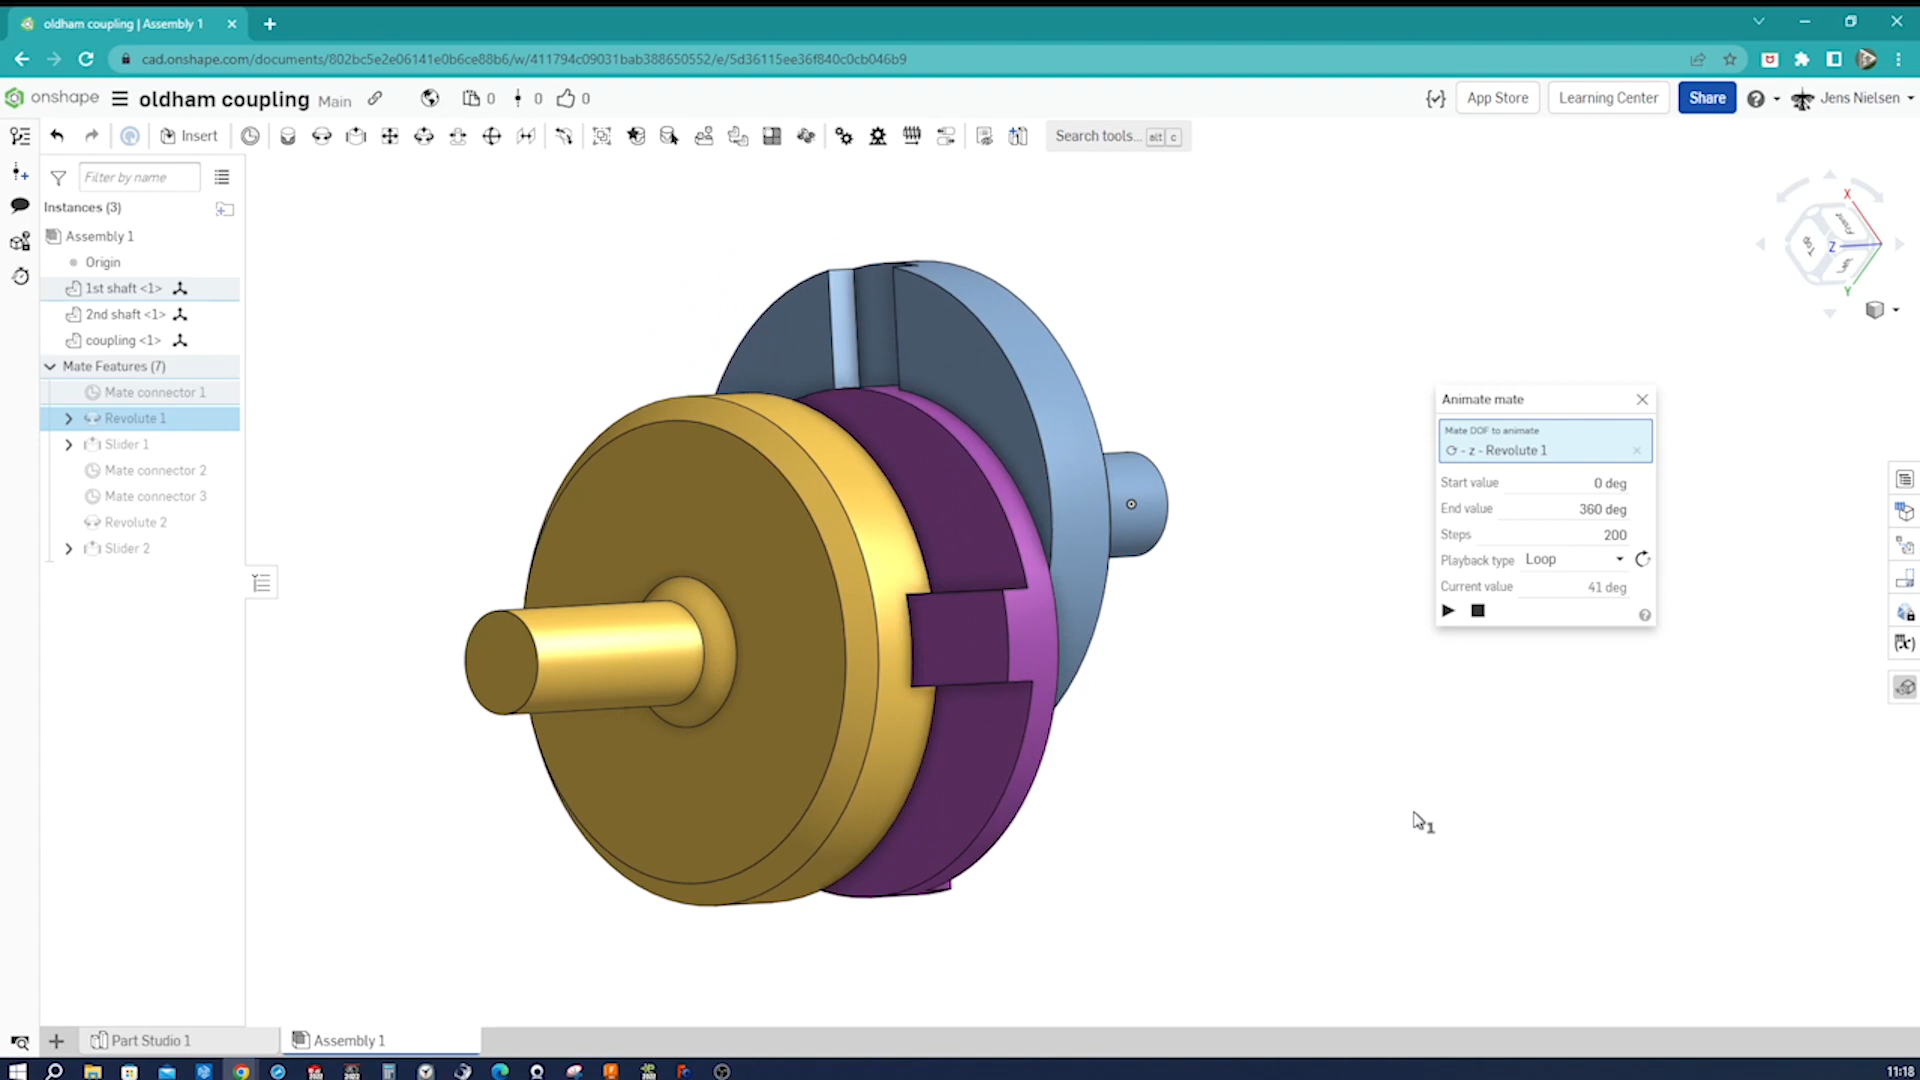 oldham coupling | Assembly 1
cad.onshape.com/documents/802bc5e2e06141e0b6ce88b6/w/411794c09031bab388650552/e/5d36115ee36f840c0cb046b9
onshape oldham coupling Main 0 0 0 App Store Learning Center Share Jens Nielsen
Insert Search tools... alt c
Filter by name
Instances (3)
Assembly 1
Origin
1st shaft <1>
2nd shaft <1>
coupling <1>
Mate Features (7)
Mate connector 1
Revolute 1
Slider 1
Mate connector 2
Mate connector 3
Revolute 2
Slider 2
X
Front
Top
Z
Left
Y
Animate mate
Mate DOF to animate
- z - Revolute 1
Start value 0 deg
End value 360 deg
Steps 200
Playback type Loop
Current value 41 deg
1
Part Studio 1
Assembly 1
11:18